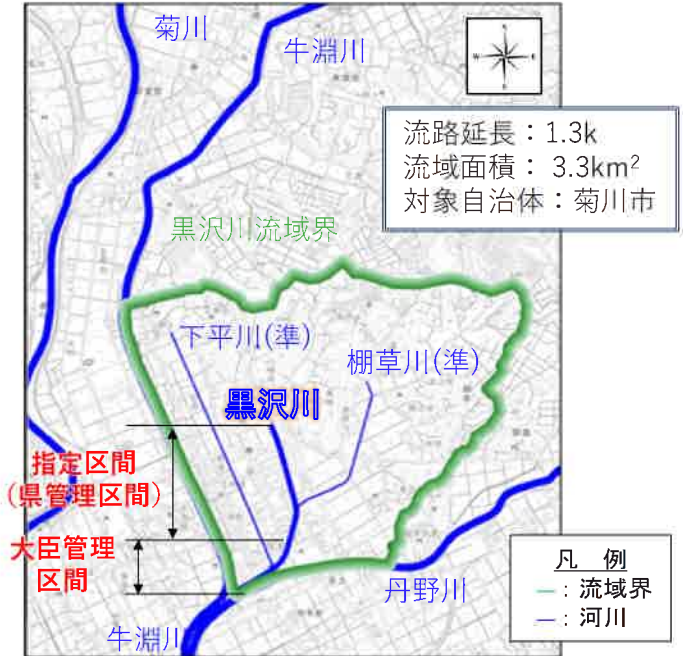 菊川
牛淵川
W E
流路延長：1.3k
流域面積： 3.3km²
対象自治体：菊川市
黒沢川流域界
下平川(準)
棚草川(準)
黒沢川
指定区間
（県管理区間）
大臣管理
区間
丹野川
牛淵川
凡 例
：流域界
：河川